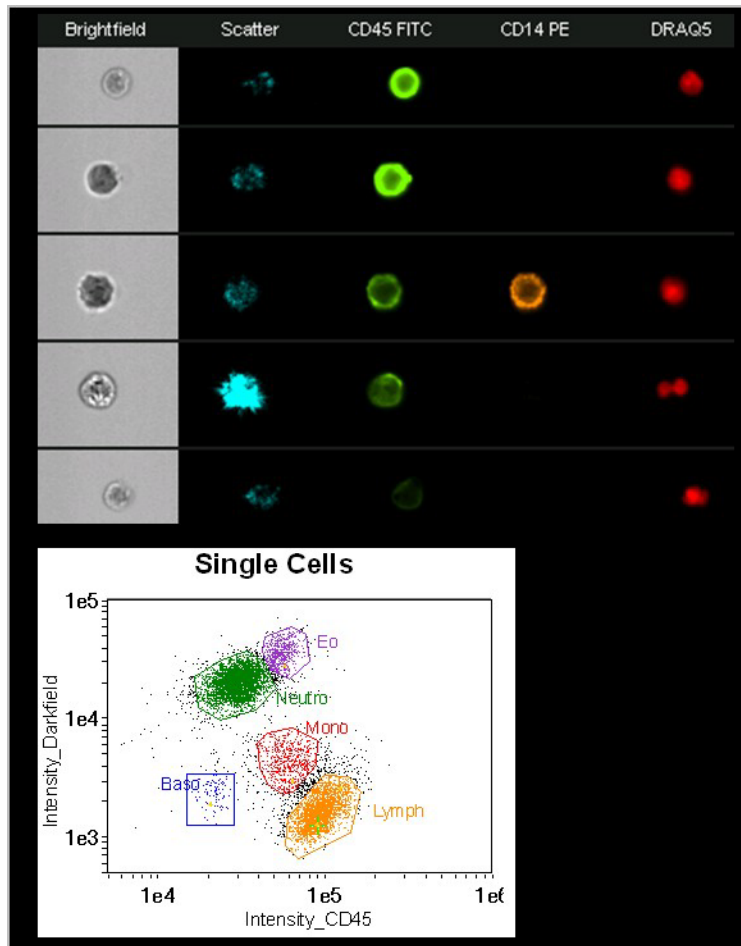 Brightfield Scatter CD45 FITC CD14 PE DRAQ5
Single Cells
1e5
Eo
Neutro
1e4
Mono
Baso
Lymph
1e3
Intensity_Darkfield
1e4 1e5 1e6
Intensity_CD45